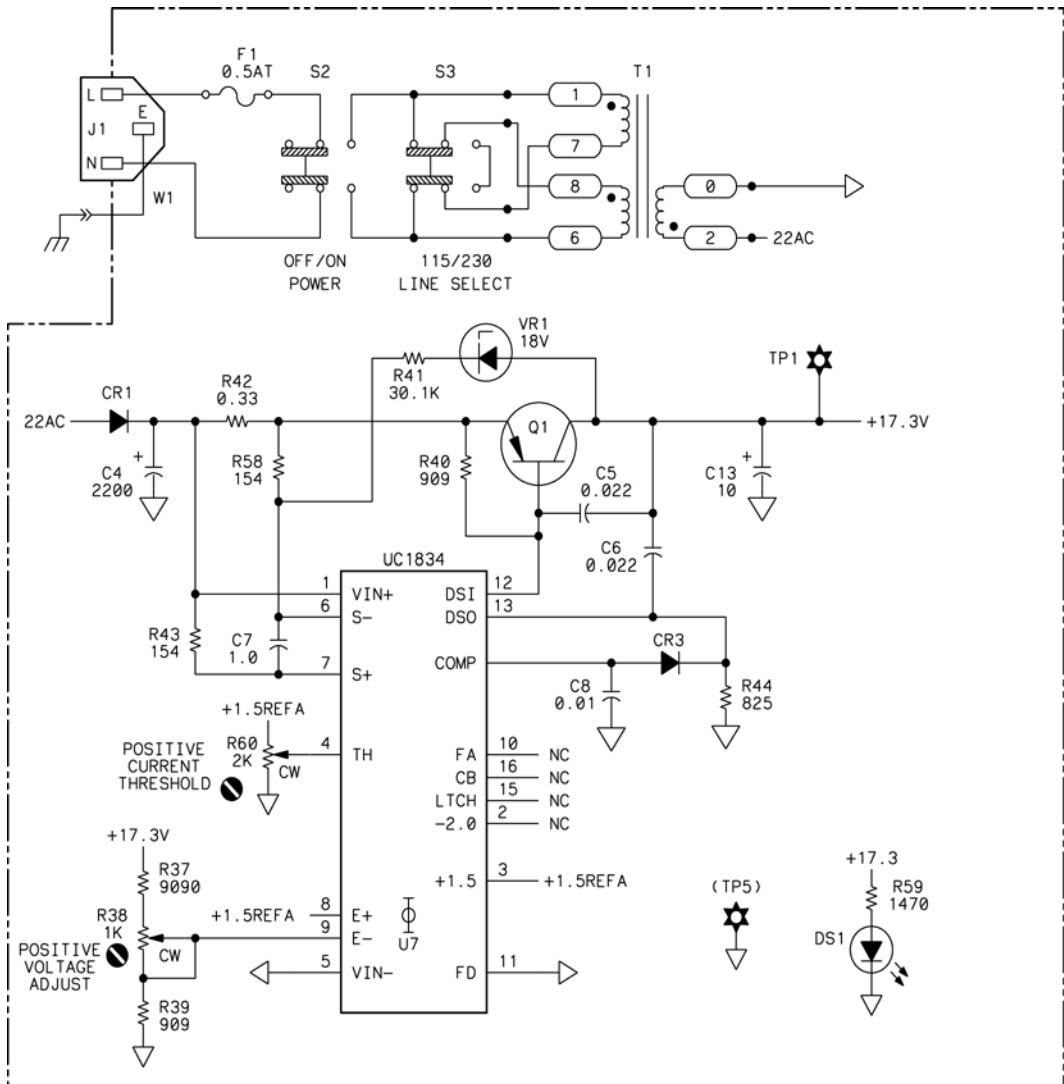 F1
0.5AT
S2
S3
T1
L
E
J1
N
W1
1
7
8
6
0
2
22AC
OFF/ON
POWER
115/230
LINE SELECT
VR1
18V
R41
30.1K
TP1
CR1
R42
0.33
22AC
Q1
+17.3V
+
C4
2200
R58
154
R40
909
C5
0.022
+
C13
10
C6
0.022
UC1834
1
VIN+
DSI
12
6
S-
DSO
13
R43
154
C7
1.0
7
S+
COMP
CR3
C8
0.01
R44
825
+1.5REFA
R60
2K
CW
4
TH
POSITIVE
CURRENT
THRESHOLD
FA
10
NC
CB
16
NC
LTCH
15
NC
-2.0
2
NC
+17.3V
R37
9090
+1.5
3
+1.5REFA
R38
1K
CW
POSITIVE
VOLTAGE
ADJUST
+1.5REFA
8
E+
9
E-
U7
5
VIN-
FD
11
R39
909
(TP5)
+17.3
R59
1470
DS1